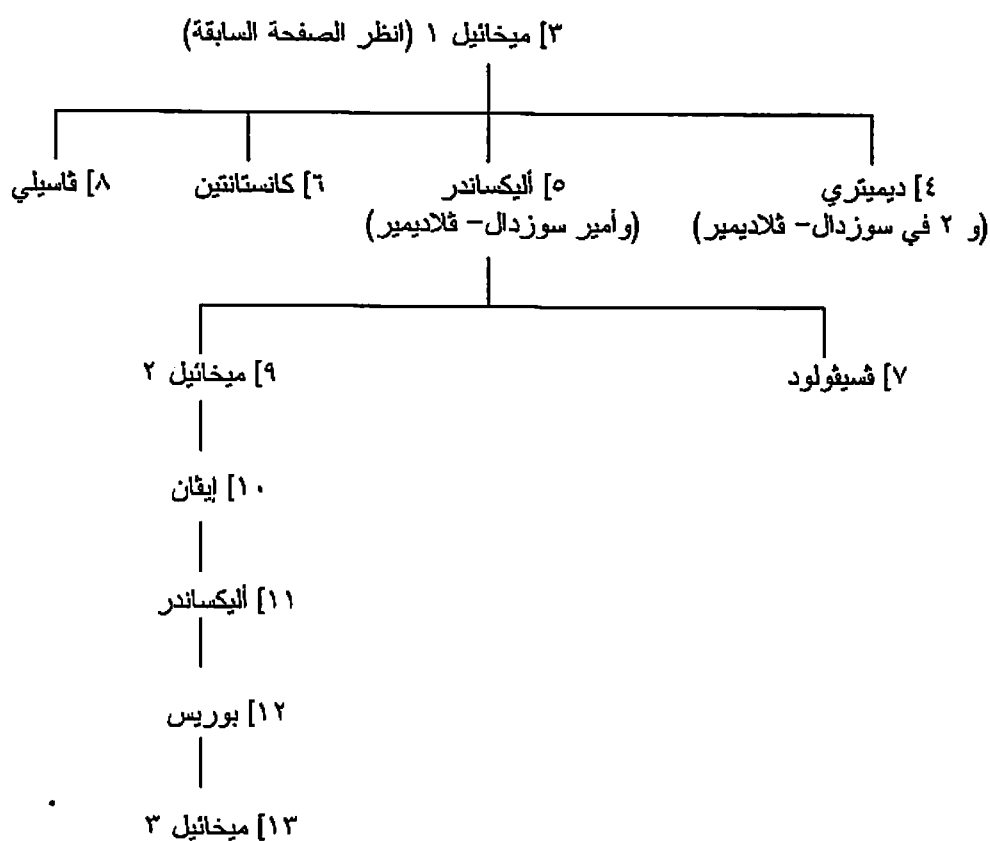 ٣] ميخائيل ١ (انظر الصفحة السابقة)
٤] ديميتري
(و ٢ في سوزدال– ڤلاديمير)
٥] أليكساندر
(وأمير سوزدال– ڤلاديمير)
٦] كانستانتتين
٨] ڤاسيلي
٧] ڤسيڤولود
٩] ميخائيل ٢
١٠] إيڤان
١١] أليكساندر
١٢] بوريس
١٣] ميخائيل ٣